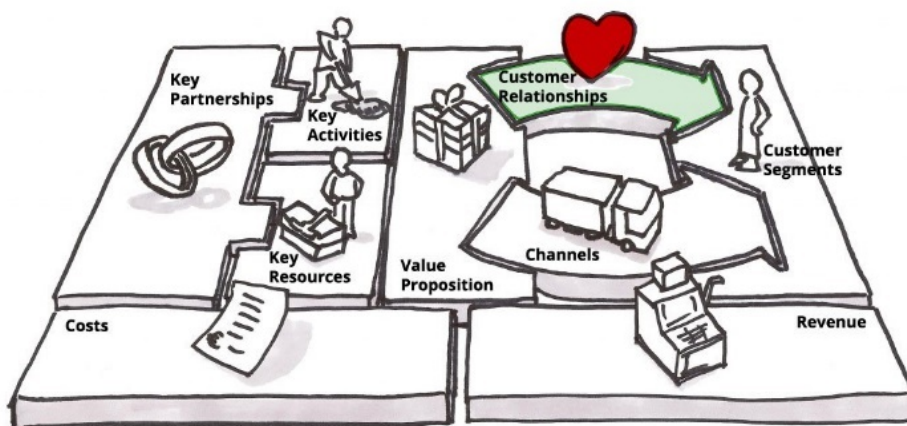 Key
Partnerships
Key
Activities
Key
Resources
Value
Proposition
Customer
Relationships
Channels
Customer
Segments
Costs
€
Revenue